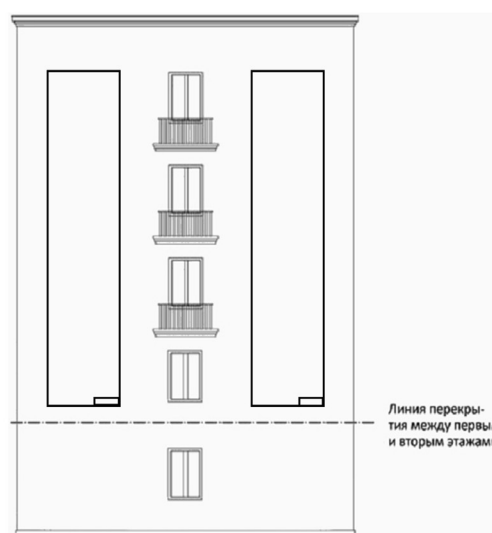 Линия перекры-
тия между первы
и вторым этажам